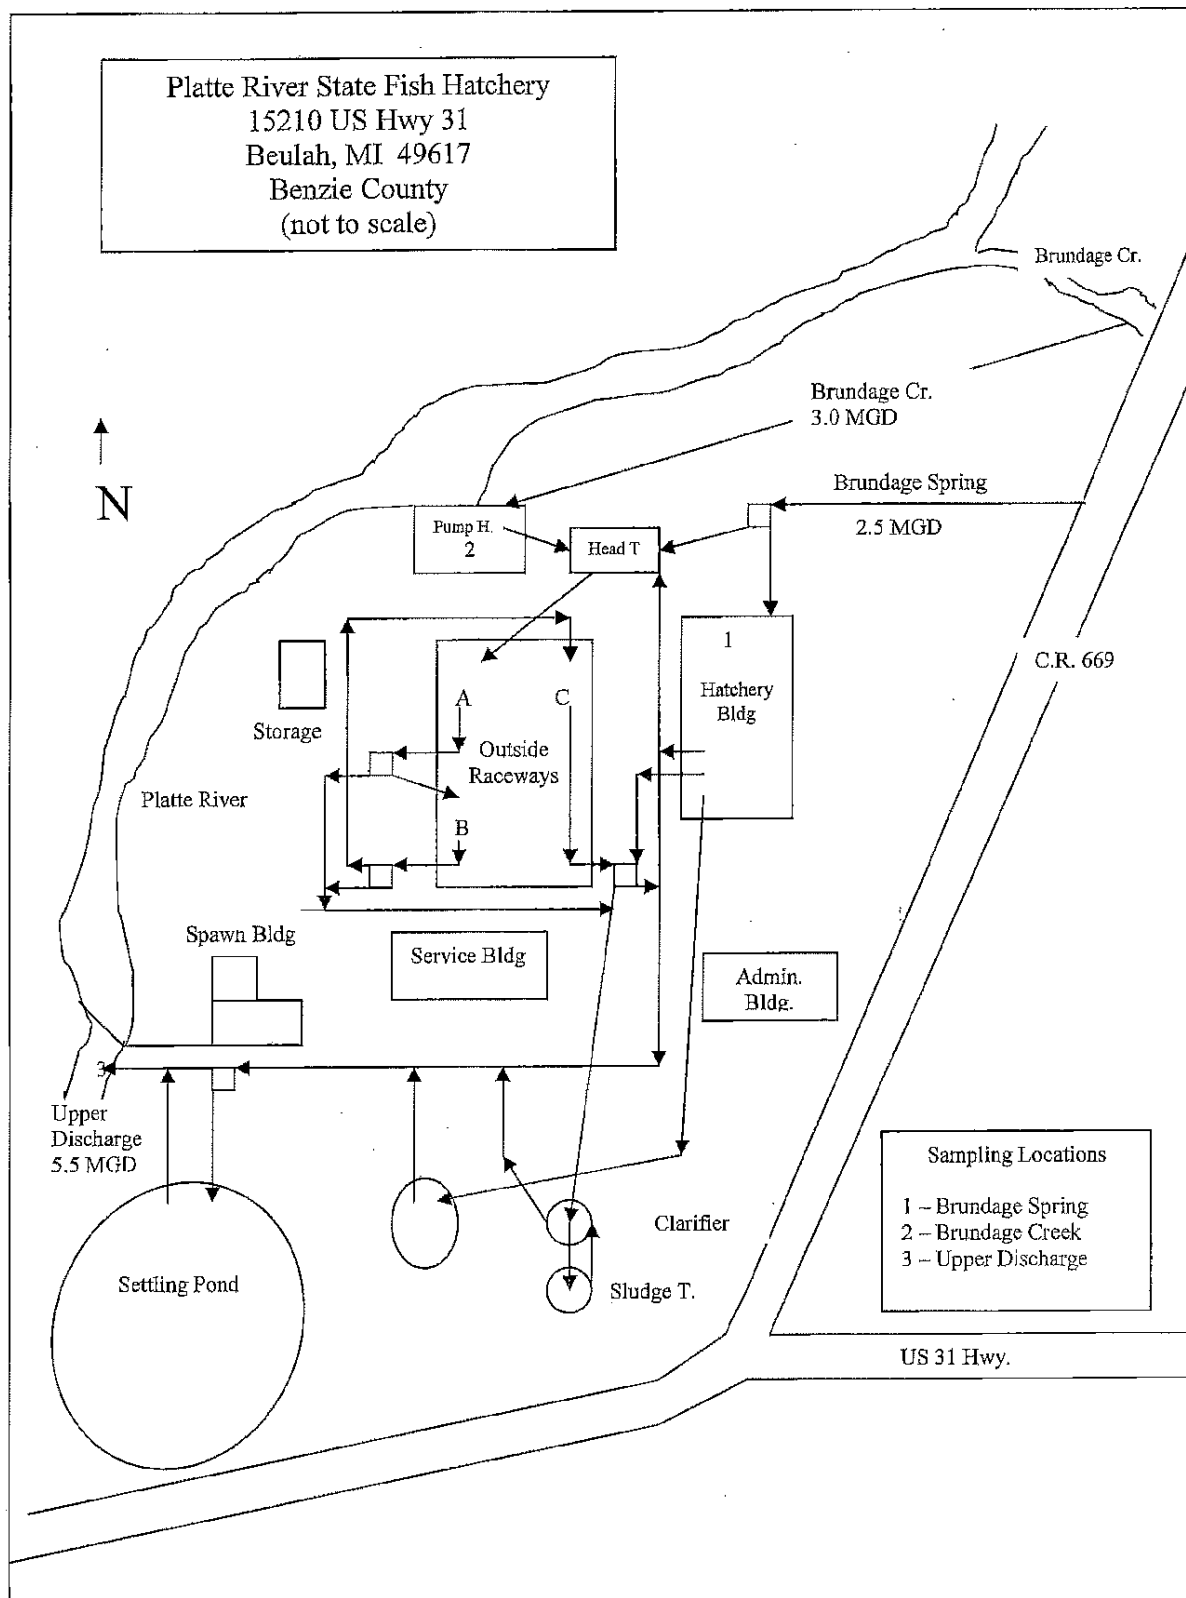 Platte River State Fish Hatchery
15210 US Hwy 31
Beulah, MI 49617
Benzie County
(not to scale)
Brundage Cr.
Brundage Cr.
3.0 MGD
N
Brundage Spring
2.5 MGD
Pump H.
2
Head T
1
Hatchery
Bldg
C.R. 669
Storage
A
C
Outside
Raceways
B
Platte River
Spawn Bldg
Service Bldg
Admin.
Bldg.
3
Upper
Discharge
5.5 MGD
Settling Pond
Clarifier
Sludge T.
Sampling Locations
1 – Brundage Spring
2 – Brundage Creek
3 – Upper Discharge
US 31 Hwy.